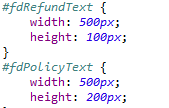 #fdRefundText {
    width: 500px;
    height: 100px;
}
#fdPolicyText {
    width: 500px;
    height: 200px;